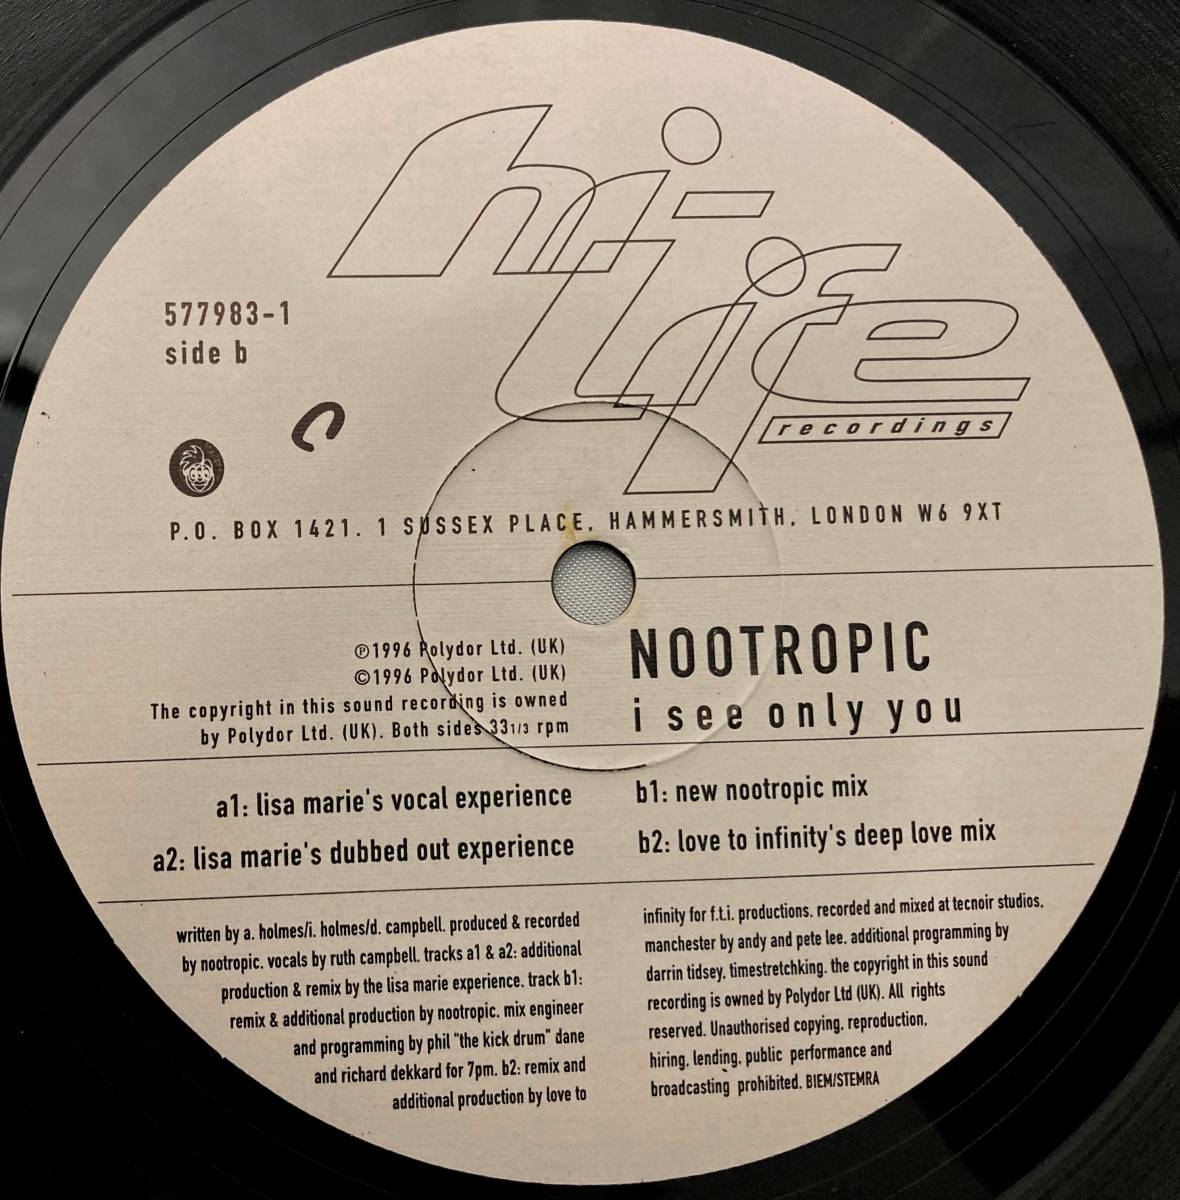 hi-life
recordings
577983-1
side b
P.O. BOX 1421. 1 SUSSEX PLACE, HAMMERSMITH, LONDON W6 9XT
℗1996 Polydor Ltd. (UK)
©1996 Polydor Ltd. (UK)
The copyright in this sound recording is owned
by Polydor Ltd. (UK). Both sides 33 1/3 rpm
NOOTROPIC
i see only you
a1: lisa marie's vocal experience
a2: lisa marie's dubbed out experience
b1: new nootropic mix
b2: love to infinity's deep love mix
written by a. holmes/i. holmes/d. campbell. produced & recorded
by nootropic. vocals by ruth campbell. tracks a1 & a2: additional
production & remix by the lisa marie experience. track b1:
remix & additional production by nootropic. mix engineer
and programming by phil "the kick drum" dane
and richard dekkard for 7pm. b2: remix and
additional production by love to
infinity for f.t.i. productions. recorded and mixed at tecnoir studios,
manchester by andy and pete lee. additional programming by
darrin tidsey. timestretchking. the copyright in this sound
recording is owned by Polydor Ltd (UK). All rights
reserved. Unauthorised copying, reproduction,
hiring, lending, public performance and
broadcasting prohibited. BIEM/STEMRA